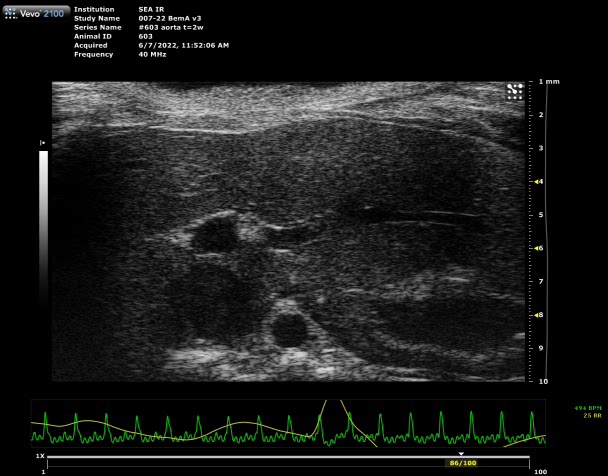 Vevo 2100
Institution SEA IR
Study Name 007-22 BemA v3
Series Name #603 aorta t=2w
Animal ID 603
Acquired 6/7/2022, 11:52:06 AM
Frequency 40 MHz
1 mm
2
3
4
5
6
7
8
9
10
494 BPM
25 RR
1X
86/100
1 100